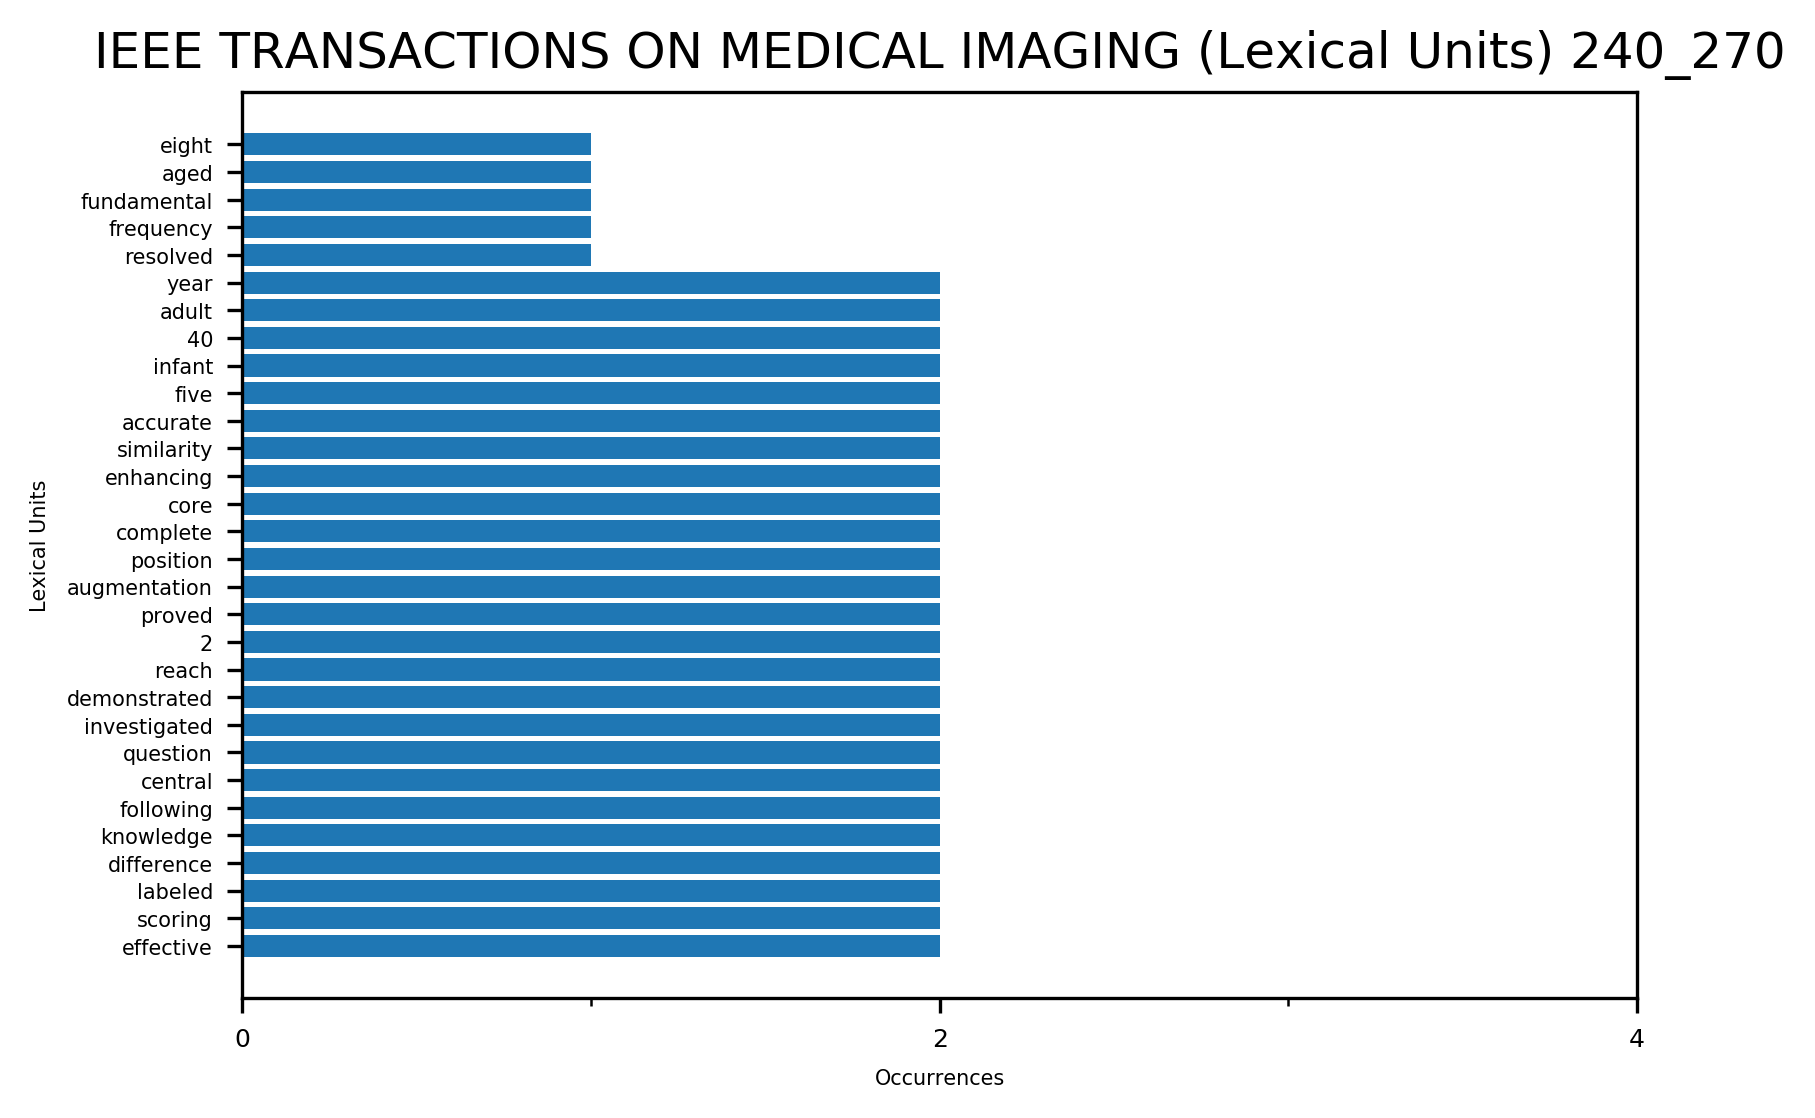 IEEE TRANSACTIONS ON MEDICAL IMAGING (Lexical Units) 240_270
eight
aged
fundamental
frequency
resolved
year
adult
40
infant
five
accurate
similarity
enhancing
core
complete
position
augmentation
proved
2
reach
demonstrated
investigated
question
central
following
knowledge
difference
labeled
scoring
effective
Lexical Units
0 2 4
Occurrences